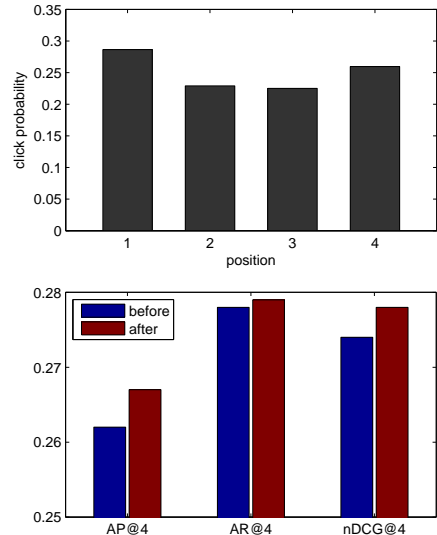 0.35
0.3
0.25
0.2
0.15
0.1
0.05
0
click probability
1 2 3 4
position
0.28
0.27
0.26
0.25
before
after
AP@4 AR@4 nDCG@4